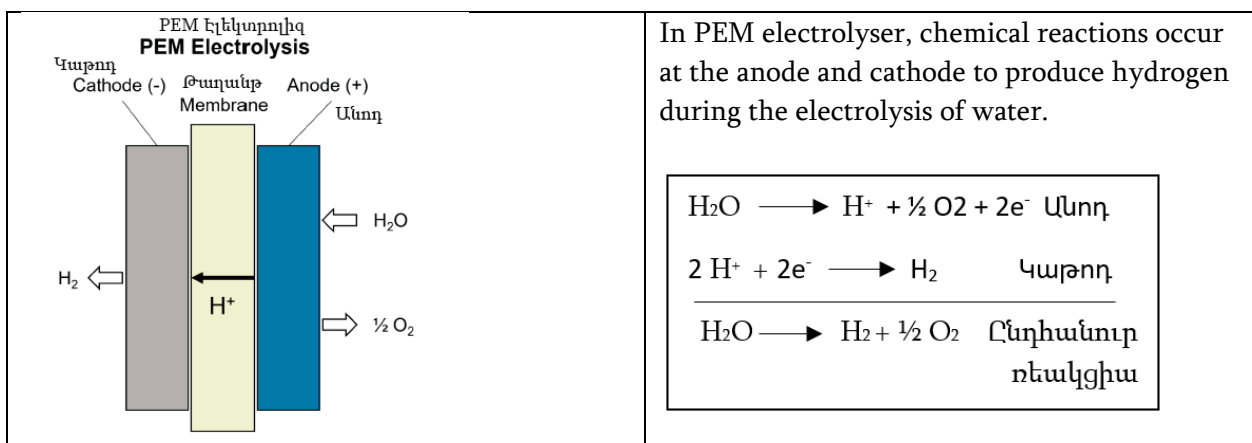 PEM Էլեկտրոլիզ
PEM Electrolysis
Կաթոդ
Cathode (-)
Թաղանթ
Membrane
Anode (+)
Անոդ
H₂O
H₂
H⁺
½ O₂
In PEM electrolyser, chemical reactions occur
at the anode and cathode to produce hydrogen
during the electrolysis of water.
H₂O ⟶ H⁺ + ½ O2 + 2e⁻ Անոդ
2 H⁺ + 2e⁻ ⟶ H₂ Կաթոդ
H₂O ⟶ H₂ + ½ O₂ Ընդհանուր
ռեակցիա